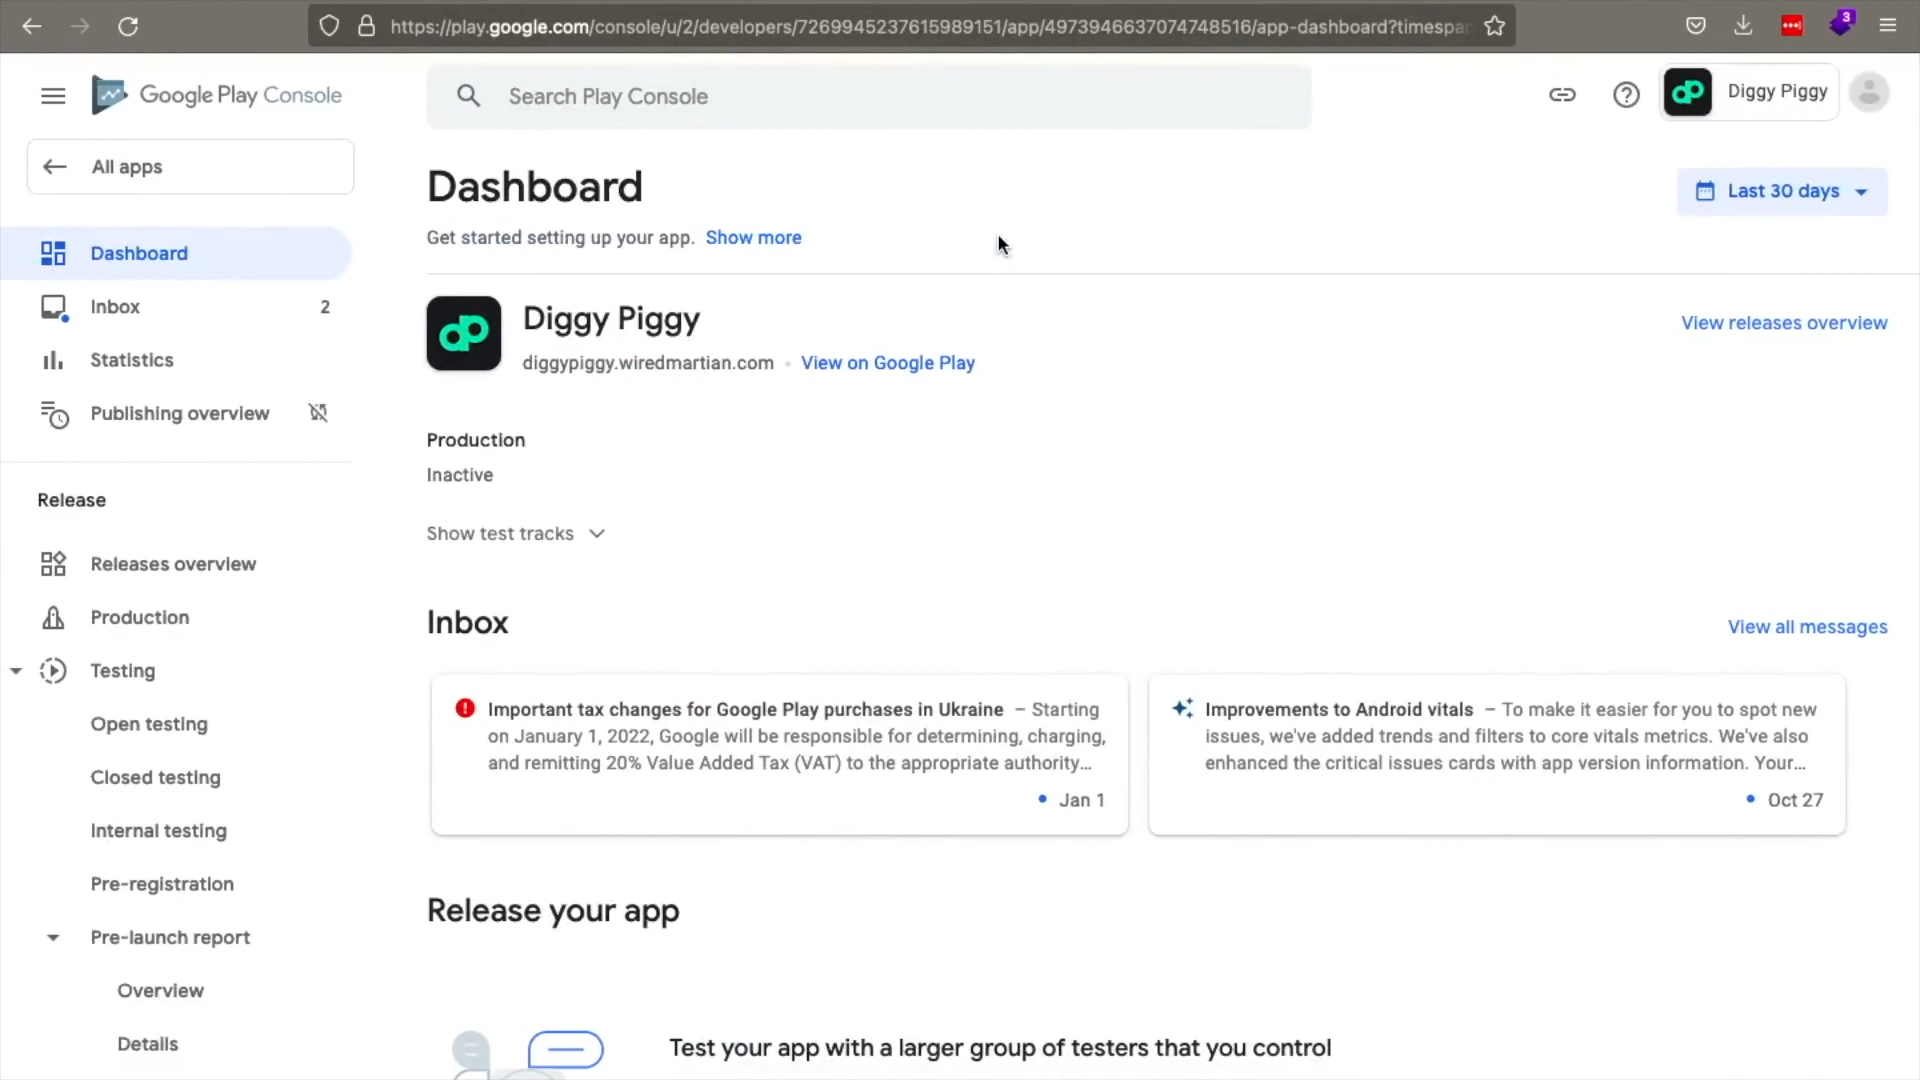 https://play.google.com/console/u/2/developers/7269945237615989151/app/4973946637074748516/app-dashboard?timespa
3
Google Play Console
Search Play Console
Diggy Piggy
All apps
Dashboard
Last 30 days
Get started setting up your app. Show more
Dashboard
Inbox 2
Statistics
Publishing overview
Diggy Piggy
diggypiggy.wiredmartian.com • View on Google Play
View releases overview
Production
Inactive
Show test tracks
Release
Releases overview
Production
Testing
Open testing
Closed testing
Internal testing
Pre-registration
Pre-launch report
Overview
Details
Inbox
View all messages
Important tax changes for Google Play purchases in Ukraine – Starting
on January 1, 2022, Google will be responsible for determining, charging,
and remitting 20% Value Added Tax (VAT) to the appropriate authority...
• Jan 1
Improvements to Android vitals – To make it easier for you to spot new
issues, we've added trends and filters to core vitals metrics. We've also
enhanced the critical issues cards with app version information. Your...
• Oct 27
Release your app
Test your app with a larger group of testers that you control